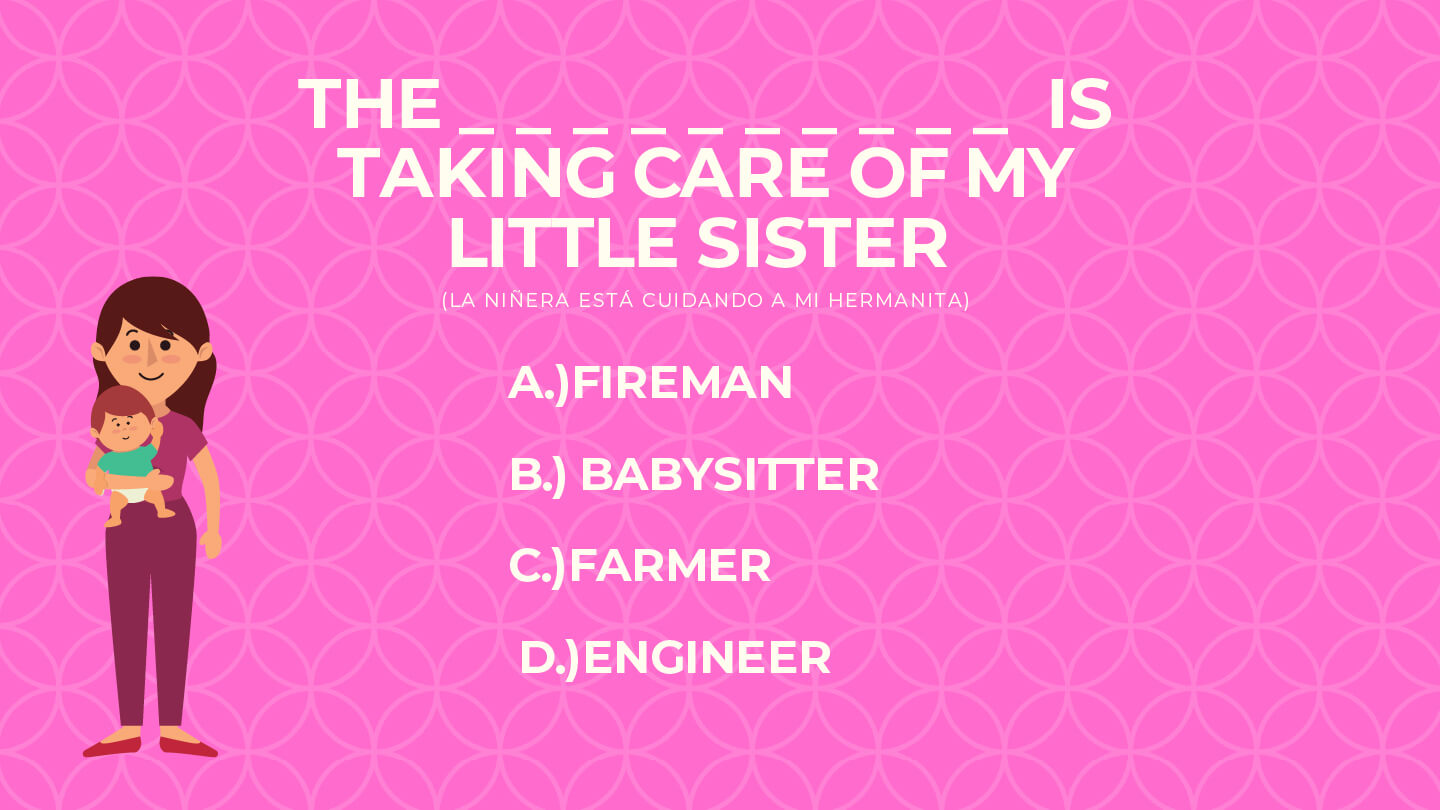 THE _ _ _ _ _ _ _ _ _ _ IS
TAKING CARE OF MY
LITTLE SISTER
(LA NIÑERA ESTÁ CUIDANDO A MI HERMANITA)
A.)FIREMAN
B.) BABYSITTER
C.)FARMER
D.)ENGINEER